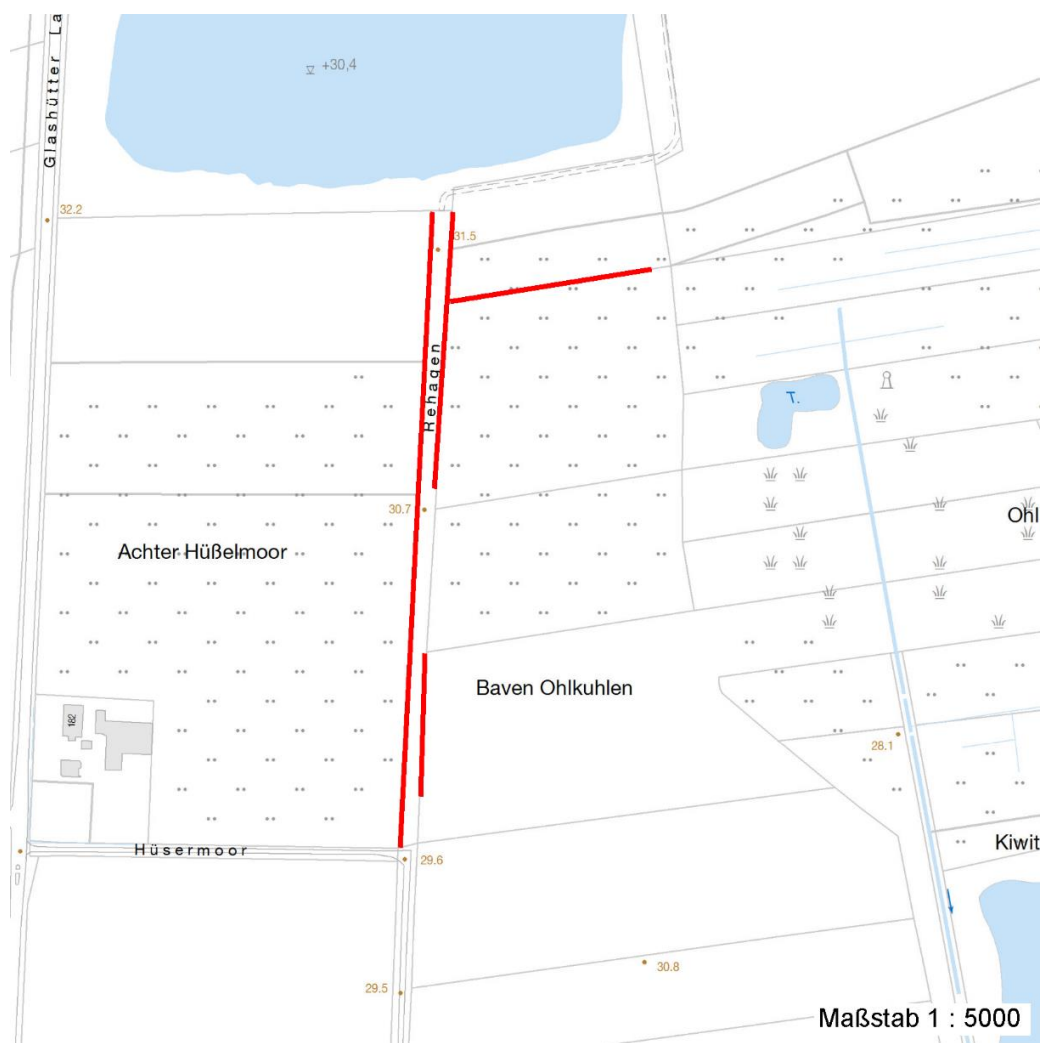 Glashütter La
+30,4
32.2
31.5
Rehagen
T.
30.7
Achter Hüßelmoor
Ohl
Baven Ohlkuhlen
182
28.1
Hüsermoor
29.6
Kiwit
30.8
29.5
Maßstab 1 : 5000